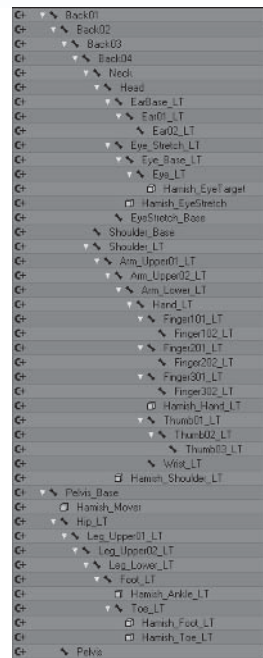 Back01
Back02
Back03
Back04
Neck
Head
EarBase_LT
Ear01_LT
Ear02_LT
Eye_Stretch_LT
Eye_Base_LT
Eye_LT
Hamish_EyeTarget
Hamish_EyeStretch
EyeStretch_Base
Shoulder_Base
Shoulder_LT
Arm_Upper01_LT
Arm_Upper02_LT
Arm_Lower_LT
Hand_LT
Finger101_LT
Finger102_LT
Finger201_LT
Finger202_LT
Finger301_LT
Finger302_LT
Hamish_Hand_LT
Thumb01_LT
Thumb02_LT
Thumb03_LT
Wrist_LT
Hamish_Shoulder_LT
Pelvis_Base
Hamish_Mover
Hip_LT
Leg_Upper01_LT
Leg_Upper02_LT
Leg_Lower_LT
Foot_LT
Hamish_Ankle_LT
Toe_LT
Hamish_Foot_LT
Hamish_Toe_LT
Pelvis